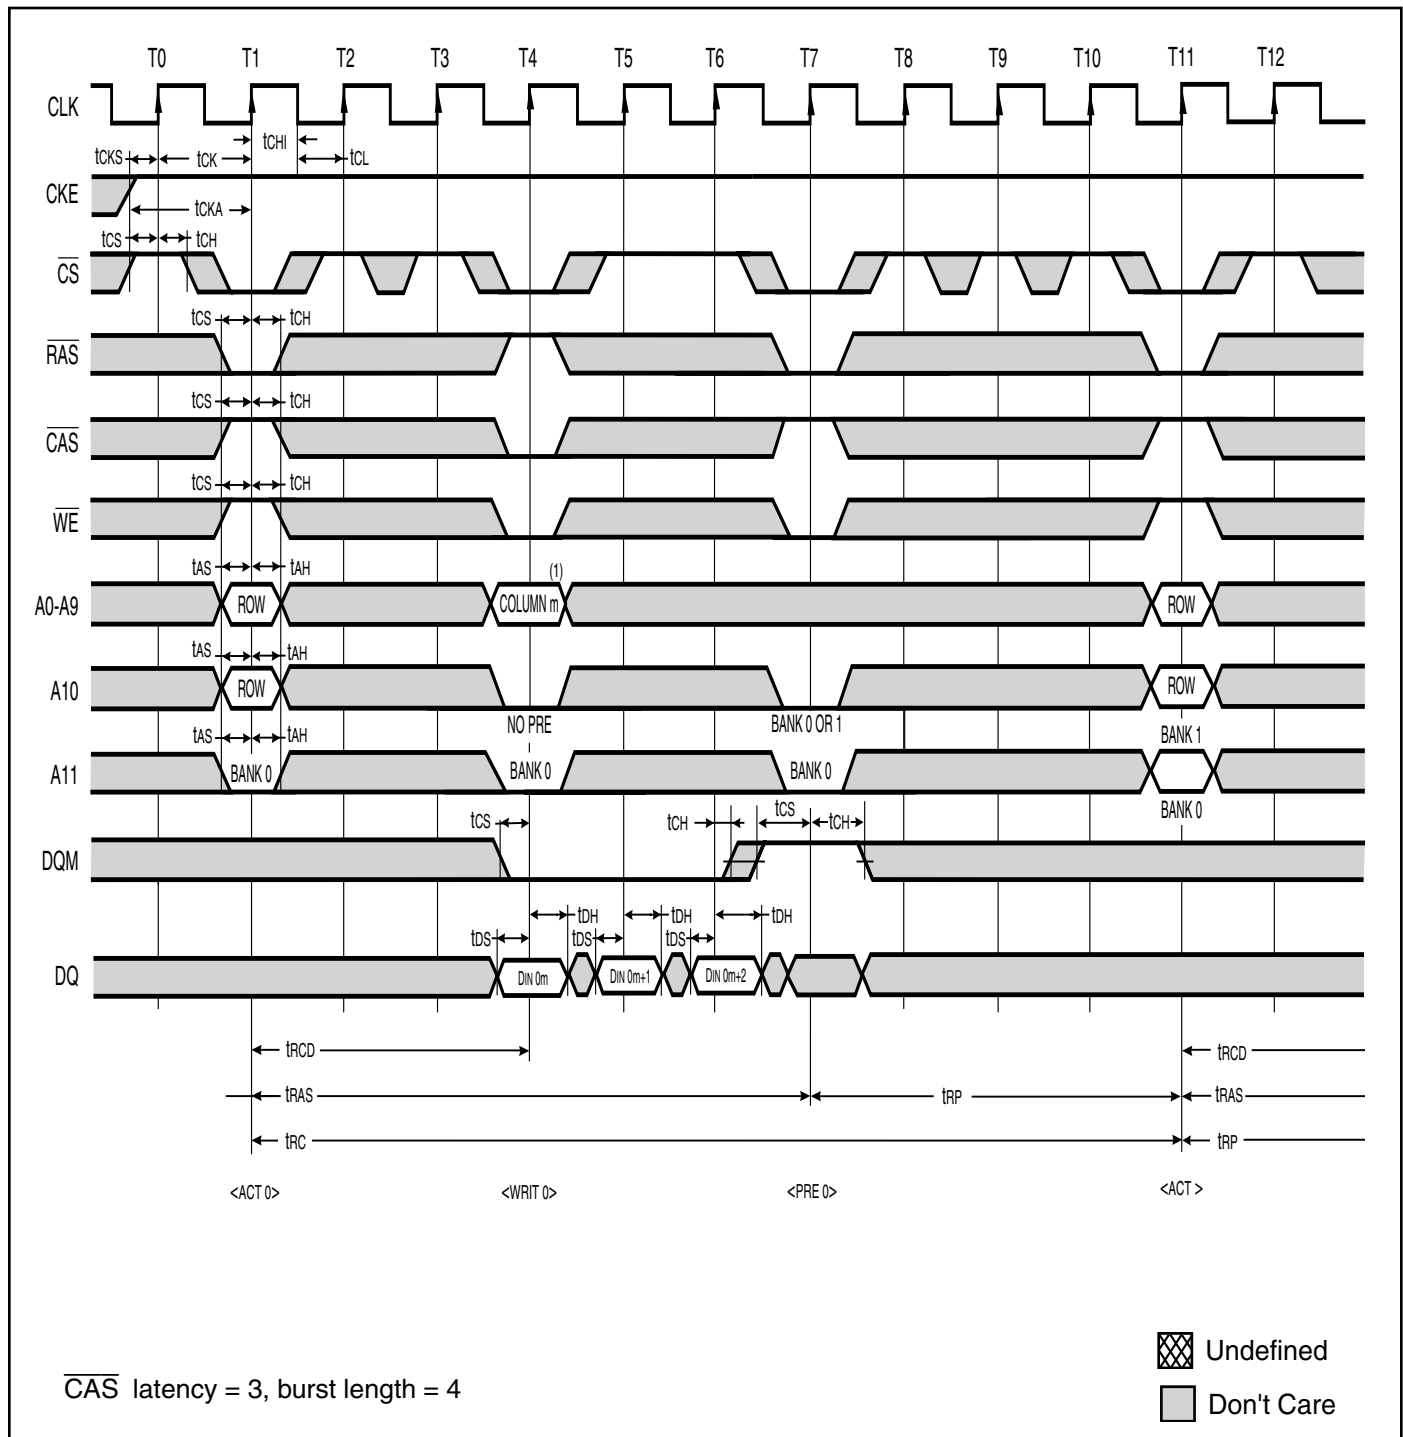 T0 T1 T2 T3 T4 T5 T6 T7 T8 T9 T10 T11 T12
CLK
tCHI
tCKS tCK tCL
CKE
tCKA
tCS tCH
CS
tCS tCH
RAS
tCS tCH
CAS
tCS tCH
WE
tAS tAH (1)
A0-A9 ROW COLUMN m ROW
tAS tAH
A10 ROW ROW
NO PRE BANK 0 OR 1 BANK 1
tAS tAH
A11 BANK 0 BANK 0 BANK 0
BANK 0
tCS tCH tCS tCH
DQM
tDH tDH tDH
tDS tDS tDS
DQ DIN 0m DIN 0m+1 DIN 0m+2
tRCD tRCD
tRAS tRP tRAS
tRC tRP
<ACT 0> <WRIT 0> <PRE 0> <ACT >
Undefined
CAS latency = 3, burst length = 4
Don't Care